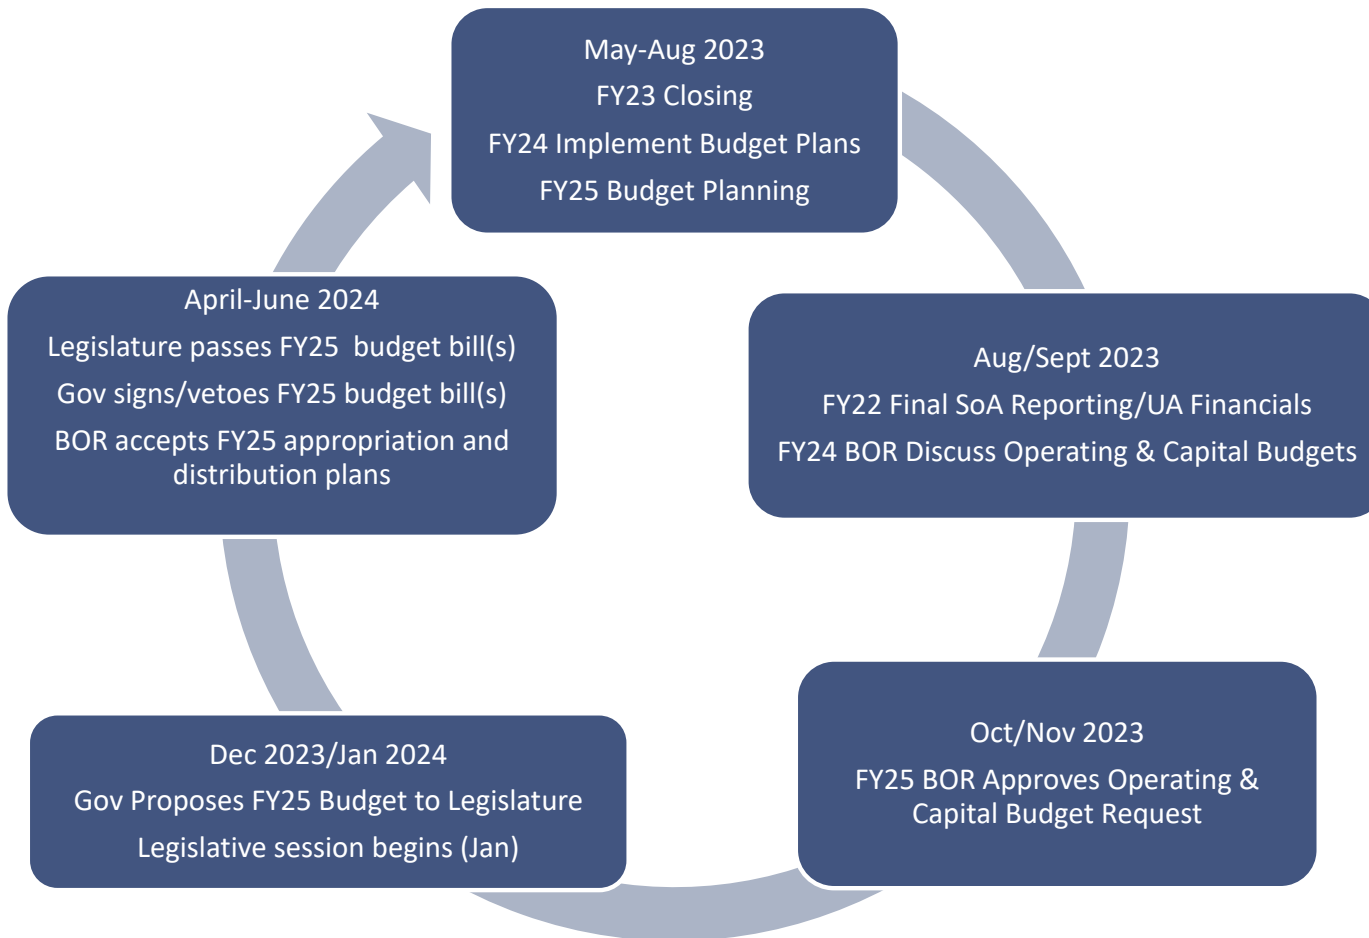 May-Aug 2023
FY23 Closing
FY24 Implement Budget Plans
FY25 Budget Planning
Aug/Sept 2023
FY22 Final SoA Reporting/UA Financials
FY24 BOR Discuss Operating & Capital Budgets
Oct/Nov 2023
FY25 BOR Approves Operating &
Capital Budget Request
Dec 2023/Jan 2024
Gov Proposes FY25 Budget to Legislature
Legislative session begins (Jan)
April-June 2024
Legislature passes FY25 budget bill(s)
Gov signs/vetoes FY25 budget bill(s)
BOR accepts FY25 appropriation and
distribution plans